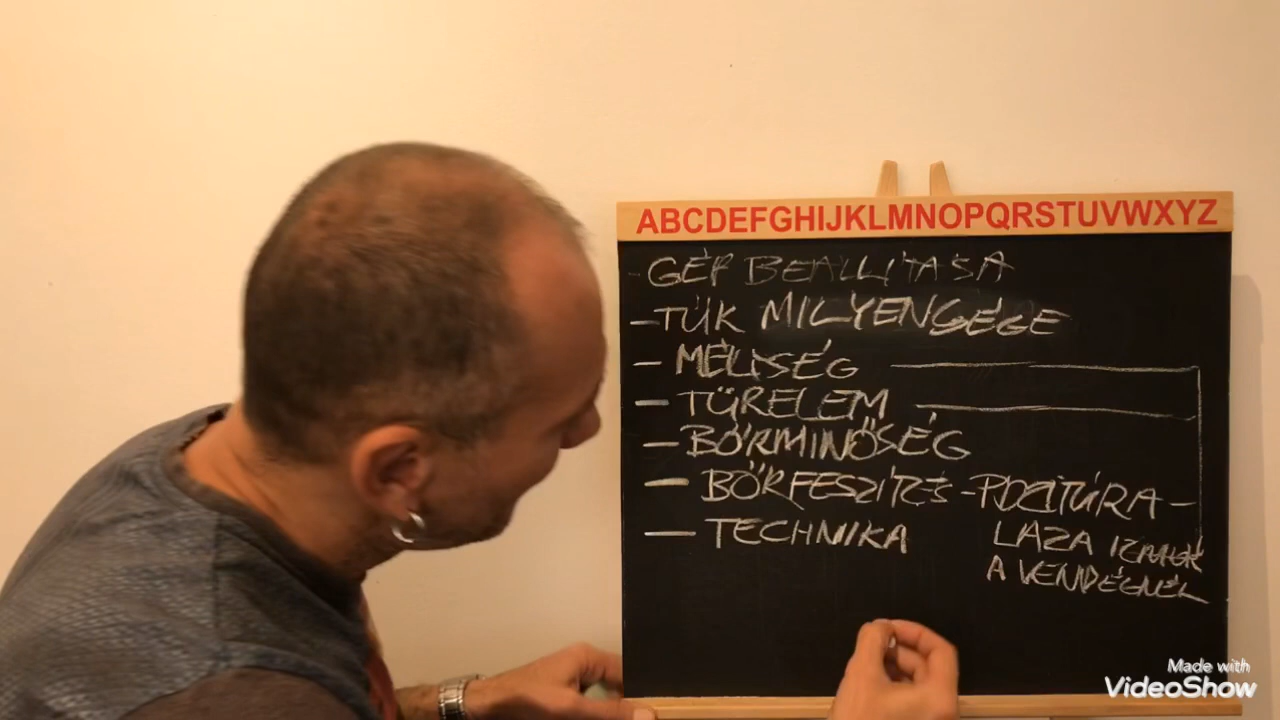 ABCDEFGHIJKLMNOPQRSTUVWXYZ
-GÉP BEÁLLÍTÁSA
-TŰK MILYENSÉGE
- MÉLYSÉG
- TÜRELEM
- BŐRMINŐSÉG
- BŐRFESZÍTÉS - POZITÚRA -
LAZA IZMOK
A VENDÉGNÉL
- TECHNIKA
Made with
VideoShow